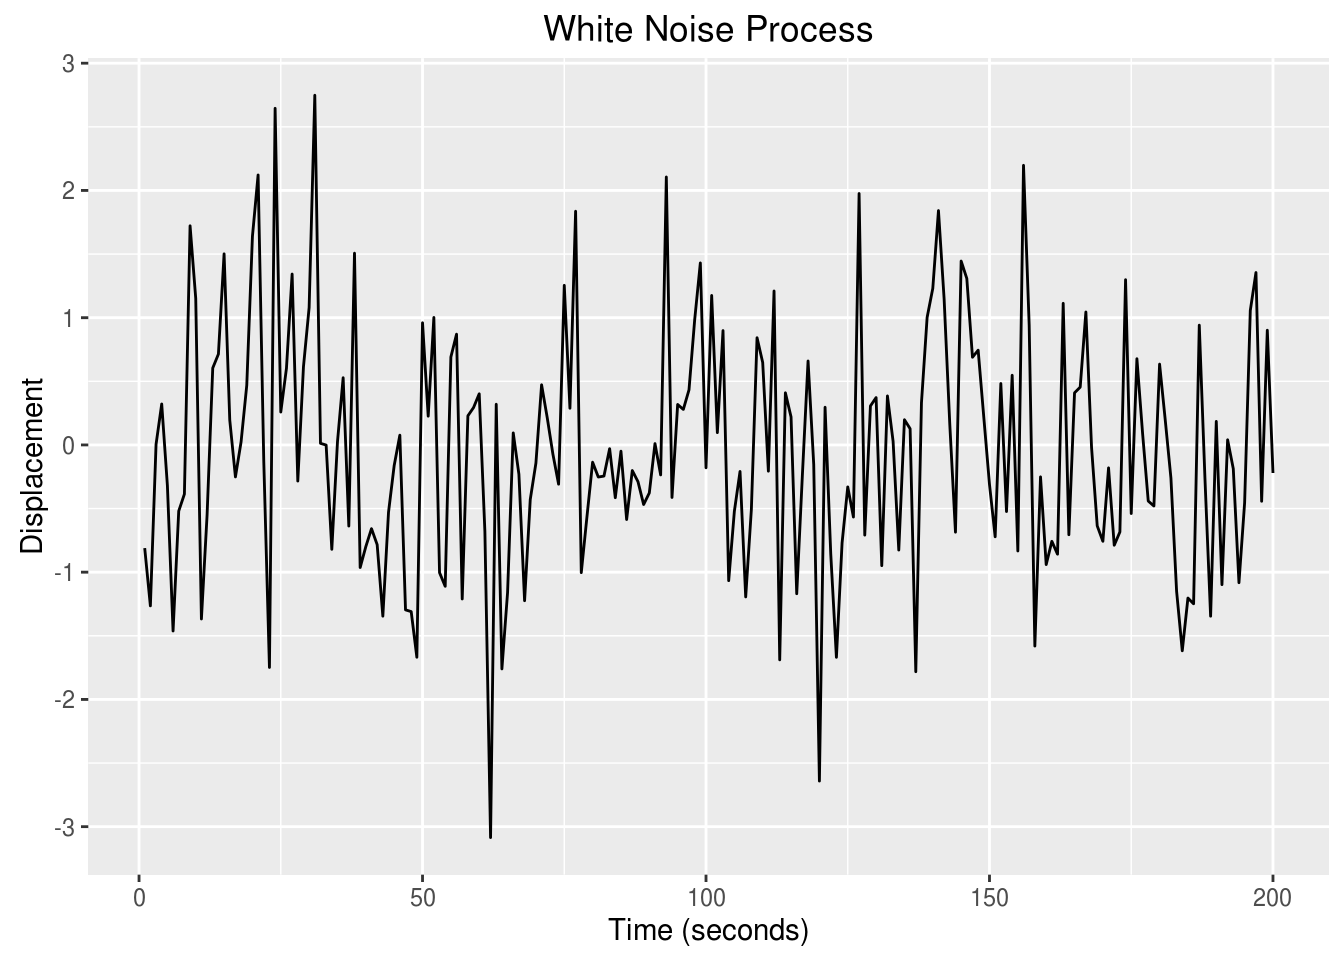 White Noise Process
3
2
1
0
-1
-2
-3
Displacement
0 50 100 150 200
Time (seconds)